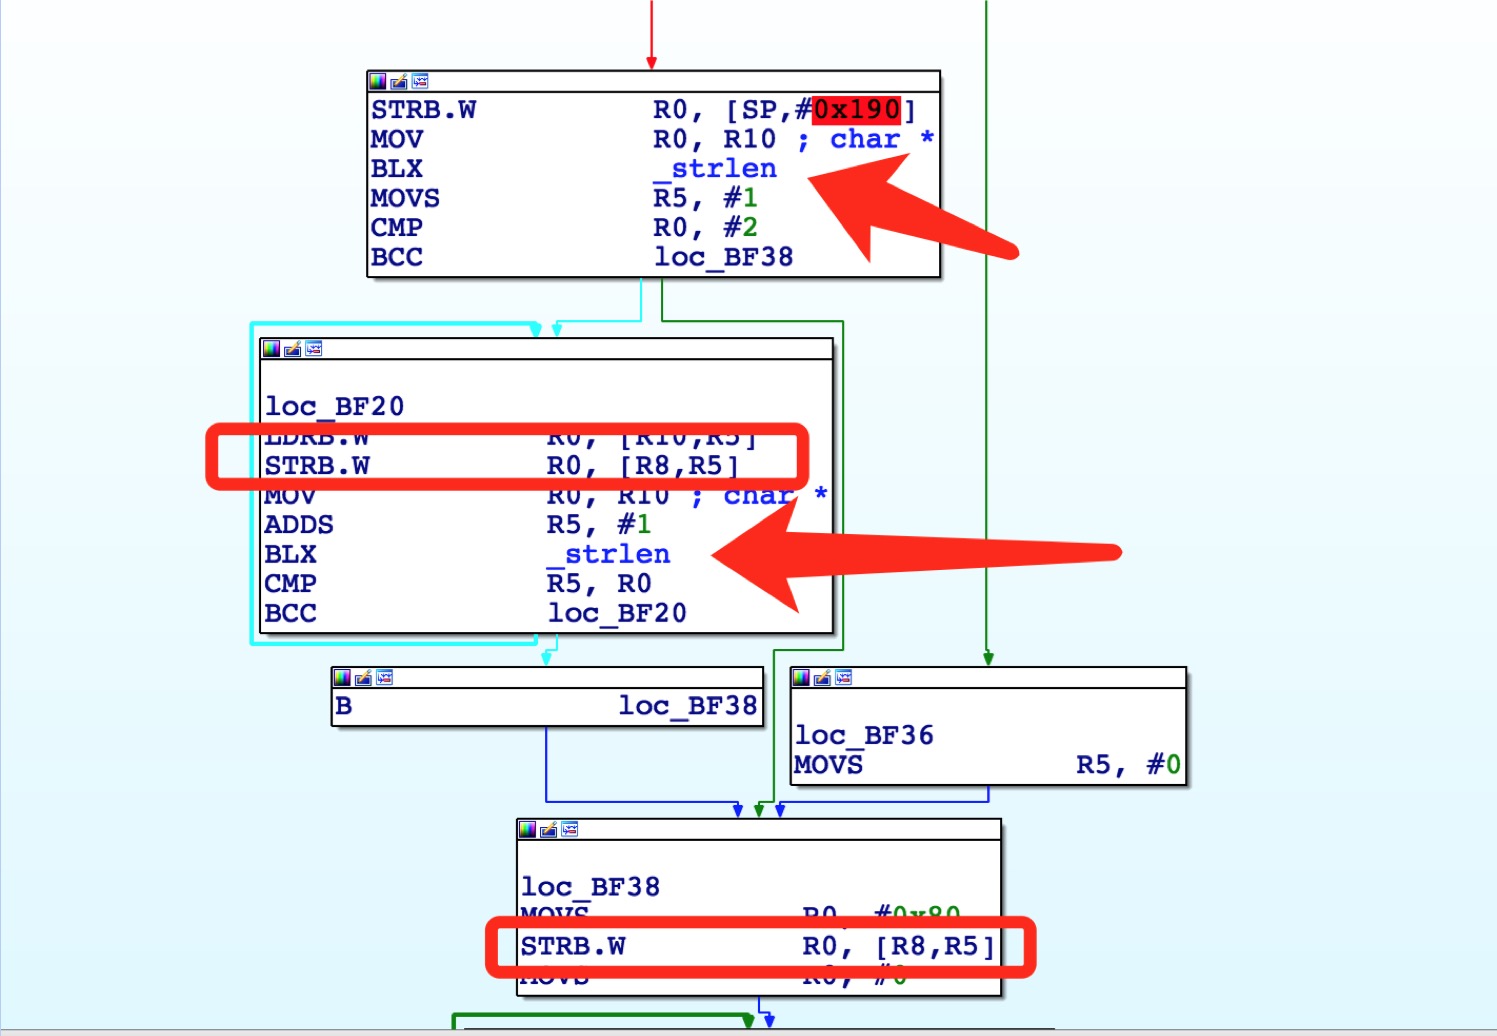 STRB.W R0, [SP,#0x190]
MOV R0, R10 ; char *
BLX _strlen
MOVS R5, #1
CMP R0, #2
BCC loc_BF38
loc_BF20
LDRB.W R0, [R10,R5]
STRB.W R0, [R8,R5]
MOV R0, R10 ; char *
ADDS R5, #1
BLX _strlen
CMP R5, R0
BCC loc_BF20
B loc_BF38
loc_BF36
MOVS R5, #0
loc_BF38
MOVS R0, #0x80
STRB.W R0, [R8,R5]
MOVS R0, #0